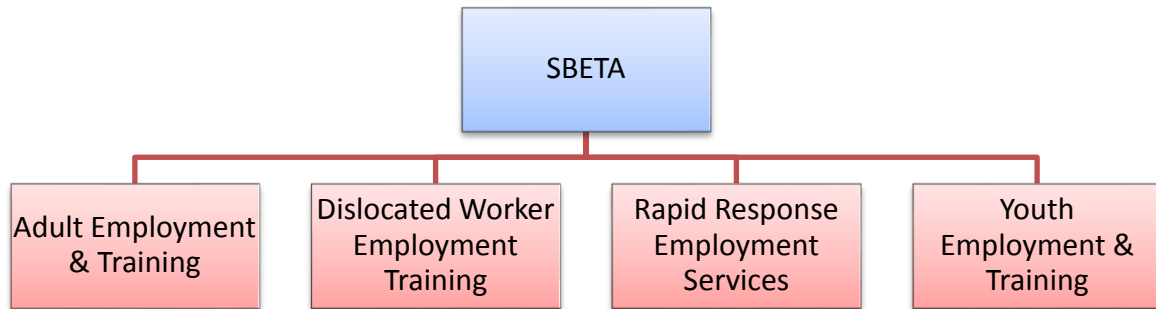 SBETA
Adult Employment
& Training
Dislocated Worker
Employment
Training
Rapid Response
Employment
Services
Youth
Employment &
Training